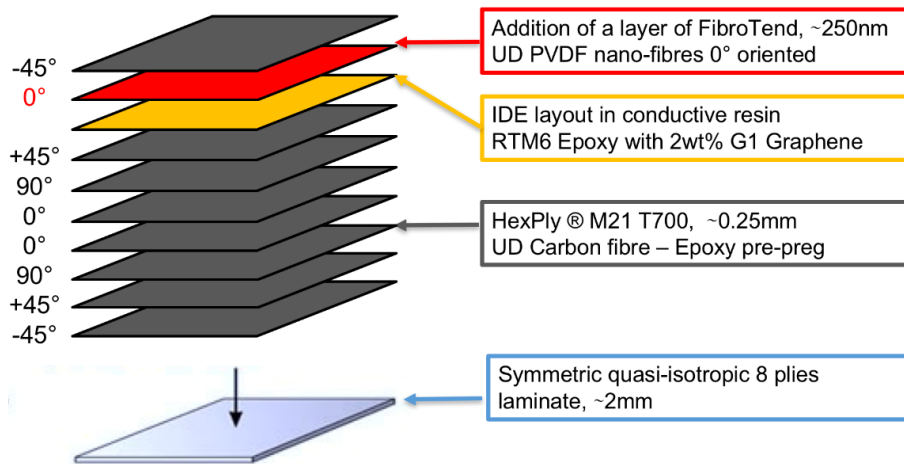 Addition of a layer of FibroTend, ~250nm
UD PVDF nano-fibres 0° oriented
IDE layout in conductive resin
RTM6 Epoxy with 2wt% G1 Graphene
HexPly ® M21 T700, ~0.25mm
UD Carbon fibre – Epoxy pre-preg
Symmetric quasi-isotropic 8 plies
laminate, ~2mm
-45°
0°
+45°
90°
0°
0°
90°
+45°
-45°